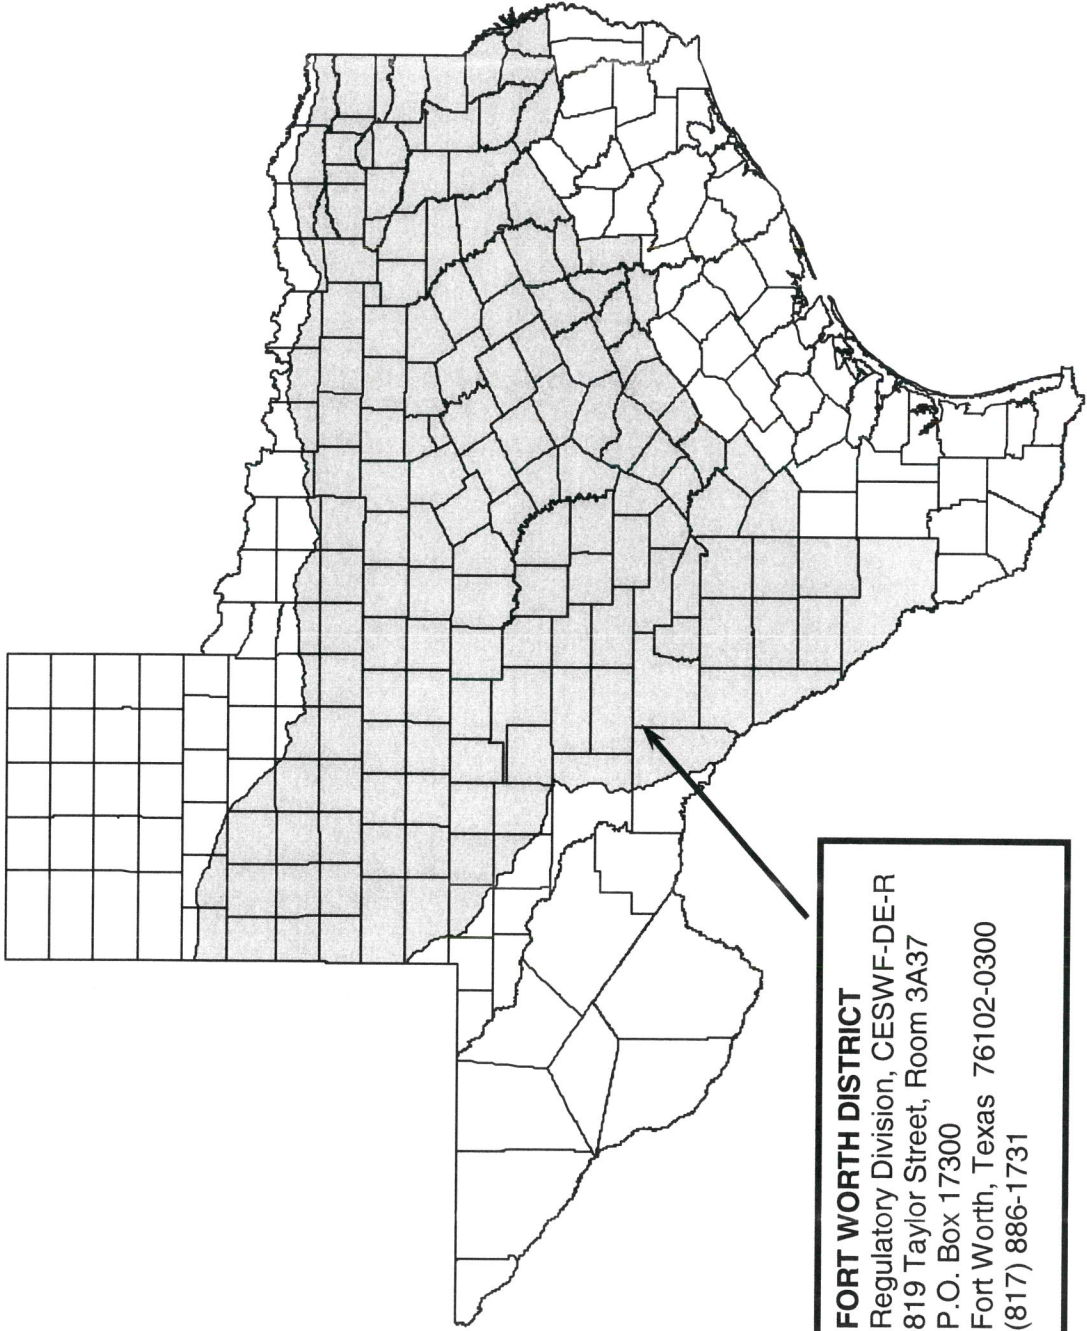 FORT WORTH DISTRICT
Regulatory Division, CESWF-DE-R
819 Taylor Street, Room 3A37
P.O. Box 17300
Fort Worth, Texas 76102-0300
(817) 886-1731